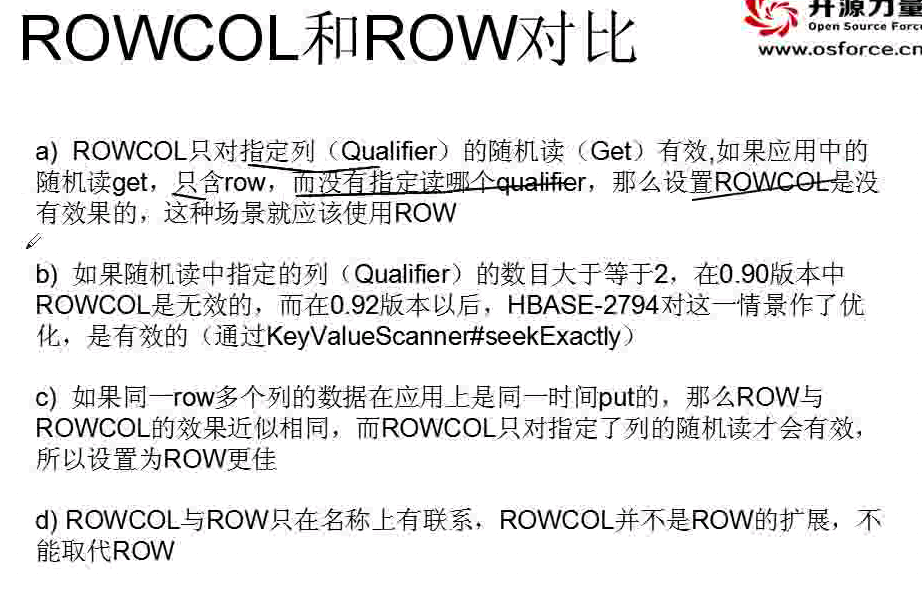 ROWCOL和ROW对比
开源力量
Open Source Force
www.osforce.cn
a) ROWCOL只对指定列（Qualifier）的随机读（Get）有效,如果应用中的
随机读get，只含row，而没有指定读哪个qualifier，那么设置ROWCOL是没
有效果的，这种场景就应该使用ROW
b) 如果随机读中指定的列（Qualifier）的数目大于等于2，在0.90版本中
ROWCOL是无效的，而在0.92版本以后，HBASE-2794对这一情景作了优
化，是有效的（通过KeyValueScanner#seekExactly）
c) 如果同一row多个列的数据在应用上是同一时间put的，那么ROW与
ROWCOL的效果近似相同，而ROWCOL只对指定了列的随机读才会有效，
所以设置为ROW更佳
d) ROWCOL与ROW只在名称上有联系，ROWCOL并不是ROW的扩展，不
能取代ROW